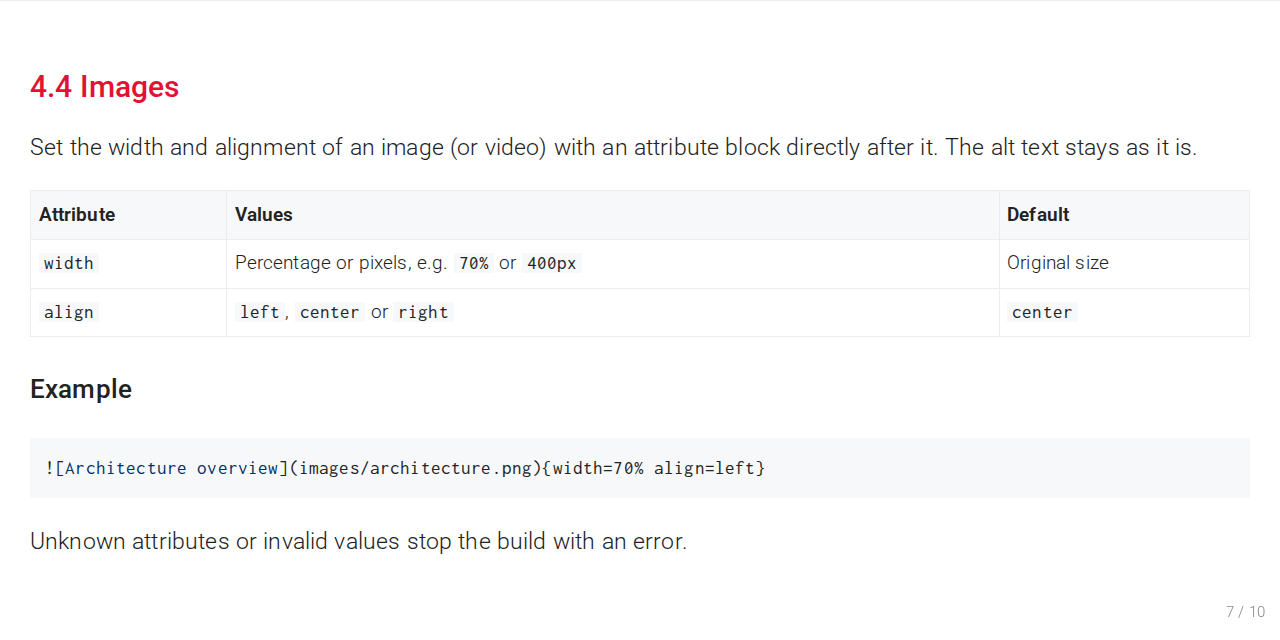 4.4 Images
Set the width and alignment of an image (or video) with an attribute block directly after it. The alt text stays as it is.
Attribute Values Default
width Percentage or pixels, e.g. 70% or 400px Original size
align left, center or right center
Example
![Architecture overview](images/architecture.png){width=70% align=left}
Unknown attributes or invalid values stop the build with an error.
7 / 10